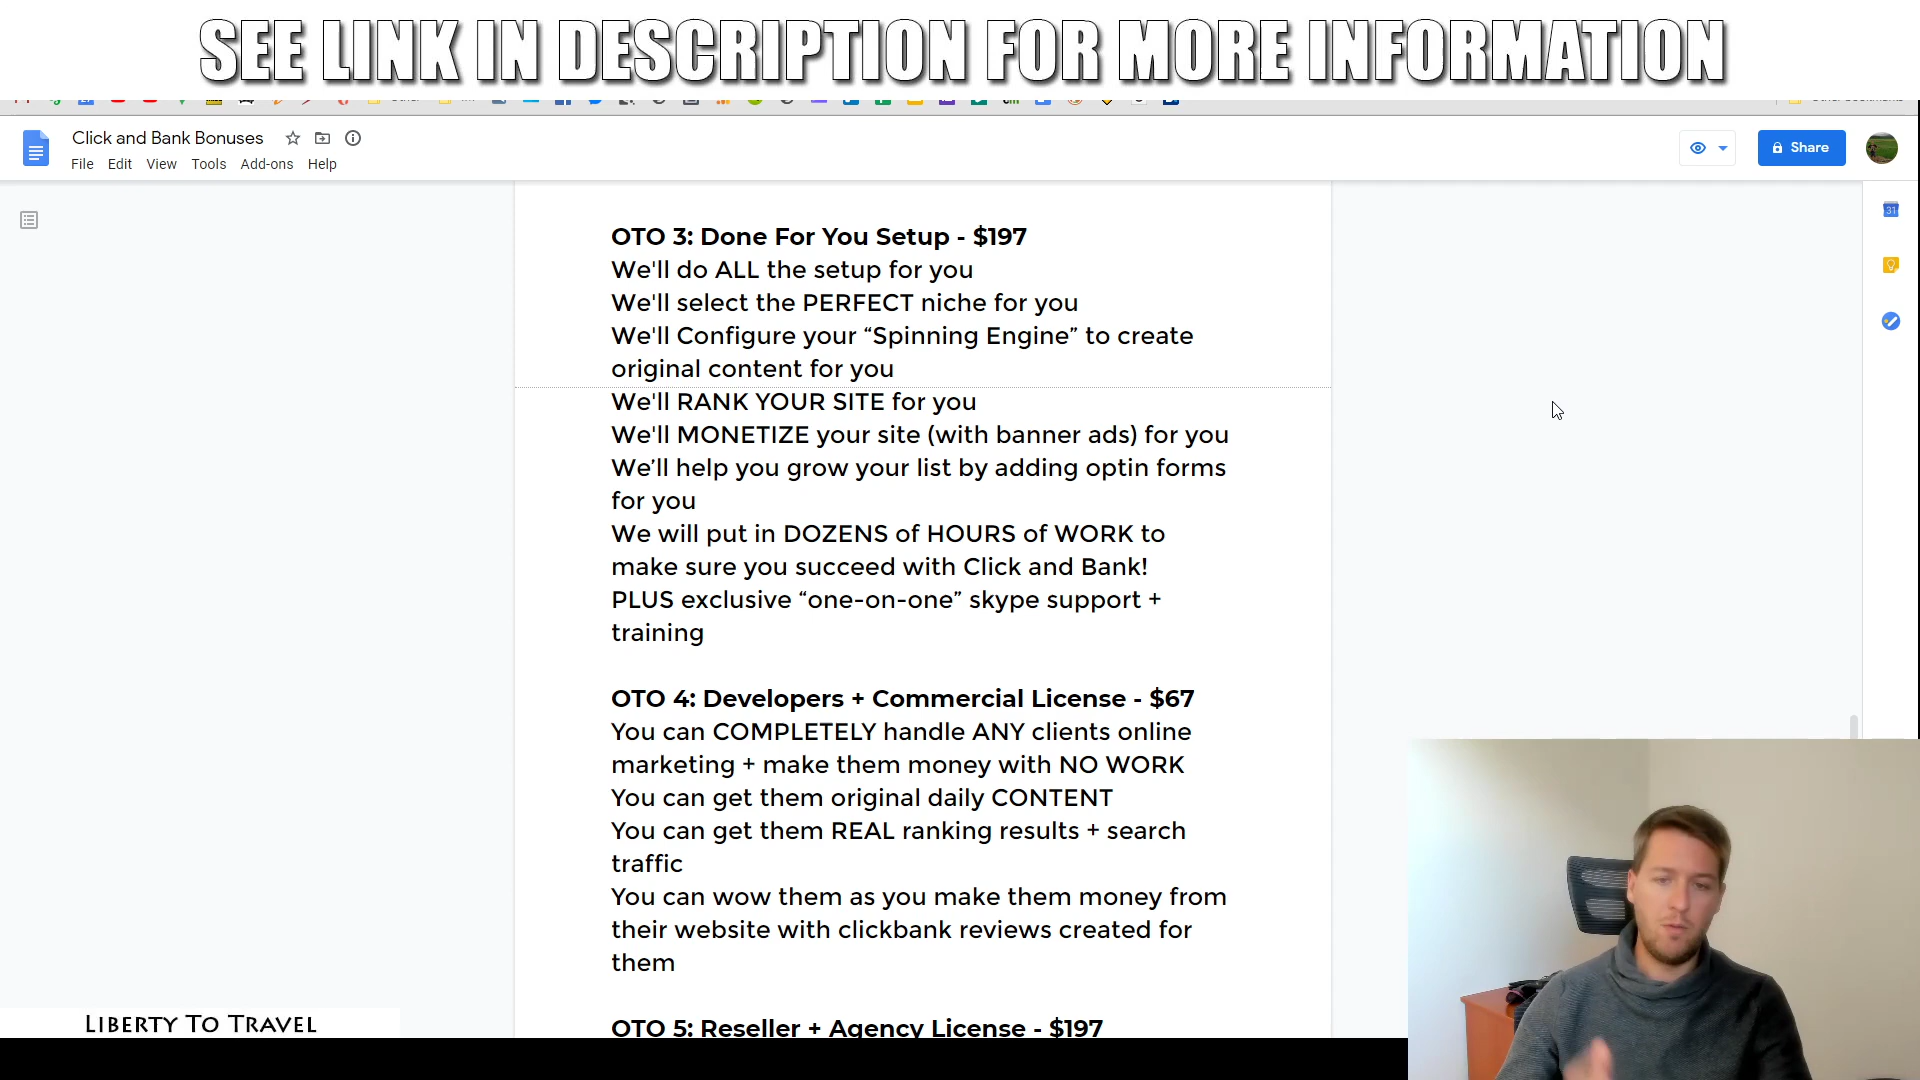 SEE LINK IN DESCRIPTION FOR MORE INFORMATION
Click and Bank Bonuses
File Edit View Tools Add-ons Help
Share
31
OTO 3: Done For You Setup - $197
We'll do ALL the setup for you
We'll select the PERFECT niche for you
We'll Configure your “Spinning Engine” to create
original content for you
We'll RANK YOUR SITE for you
We'll MONETIZE your site (with banner ads) for you
We’ll help you grow your list by adding optin forms
for you
We will put in DOZENS of HOURS of WORK to
make sure you succeed with Click and Bank!
PLUS exclusive “one-on-one” skype support +
training
OTO 4: Developers + Commercial License - $67
You can COMPLETELY handle ANY clients online
marketing + make them money with NO WORK
You can get them original daily CONTENT
You can get them REAL ranking results + search
traffic
You can wow them as you make them money from
their website with clickbank reviews created for
them
OTO 5: Reseller + Agency License - $197
LIBERTY TO TRAVEL